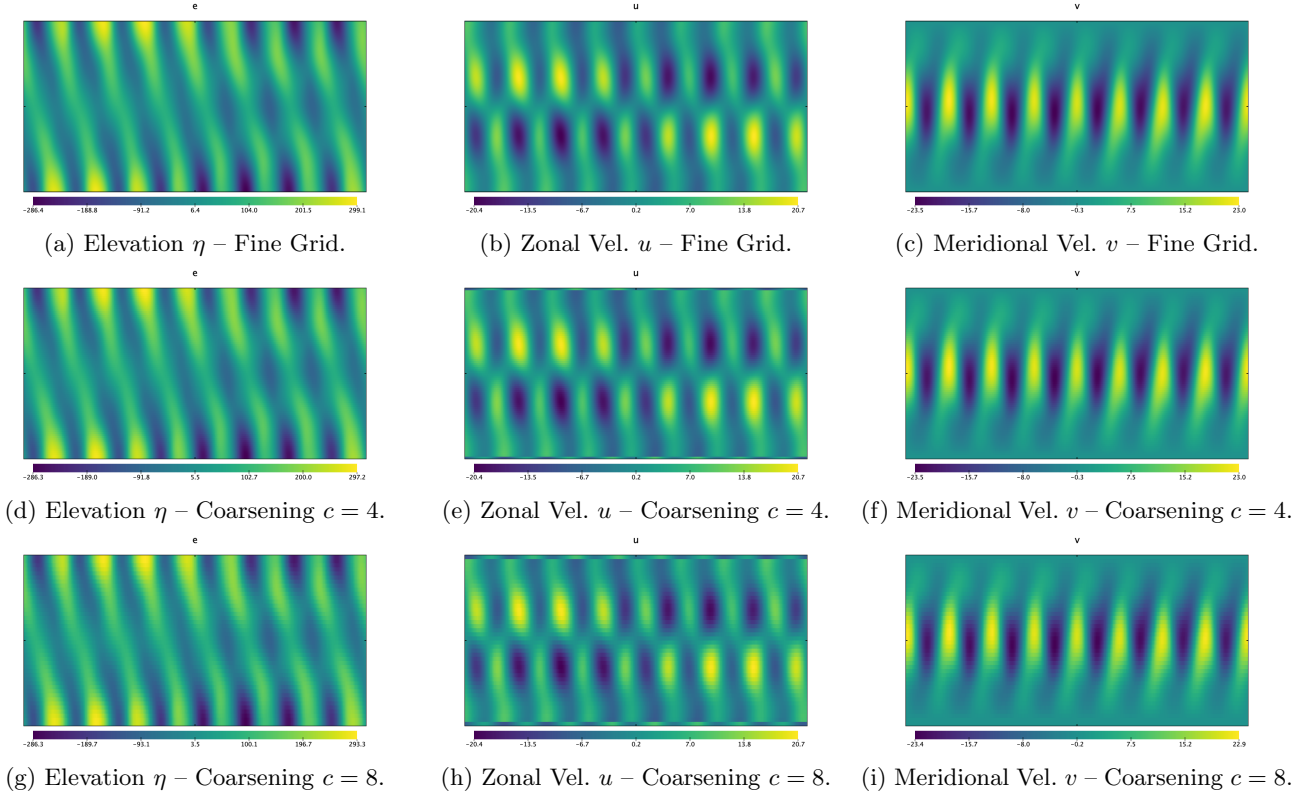 e u v
−286.4 −188.8 −91.2 6.4 104.0 201.5 299.1 −20.4 −13.5 −6.7 0.2 7.0 13.8 20.7 −23.5 −15.7 −8.0 −0.3 7.5 15.2 23.0
(a) Elevation η – Fine Grid. (b) Zonal Vel. u – Fine Grid. (c) Meridional Vel. v – Fine Grid.
e u v
−286.3 −189.0 −91.8 5.5 102.7 200.0 297.2 −20.4 −13.5 −6.7 0.2 7.0 13.8 20.7 −23.5 −15.7 −8.0 −0.3 7.5 15.2 23.0
(d) Elevation η – Coarsening c = 4. (e) Zonal Vel. u – Coarsening c = 4. (f) Meridional Vel. v – Coarsening c = 4.
e u v
−286.3 −189.7 −93.1 3.5 100.1 196.7 293.3 −20.4 −13.5 −6.7 0.2 7.0 13.8 20.7 −23.4 −15.7 −8.0 −0.3 7.5 15.2 22.9
(g) Elevation η – Coarsening c = 8. (h) Zonal Vel. u – Coarsening c = 8. (i) Meridional Vel. v – Coarsening c = 8.